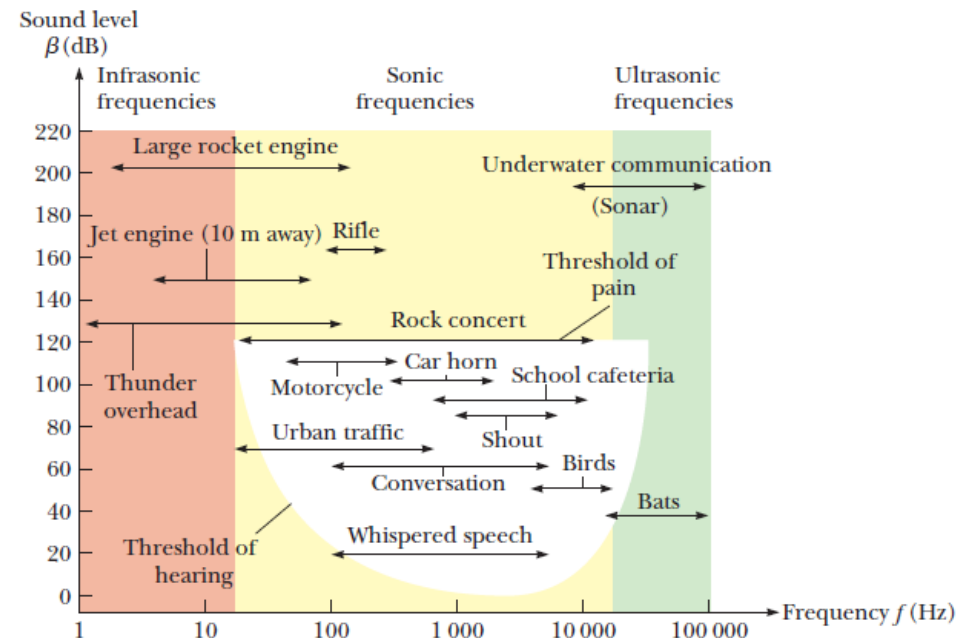 Sound level
β (dB)
Infrasonic
frequencies
Sonic
frequencies
Ultrasonic
frequencies
220
Large rocket engine
Underwater communication
200
(Sonar)
180
Jet engine (10 m away)
Rifle
160
Threshold of
pain
140
Rock concert
120
Car horn
100
Thunder
overhead
Motorcycle
School cafeteria
80
Urban traffic
Shout
60
Birds
Conversation
40
Bats
Threshold of
hearing
Whispered speech
20
0
Frequency f (Hz)
1
10
100
1 000
10 000
100 000